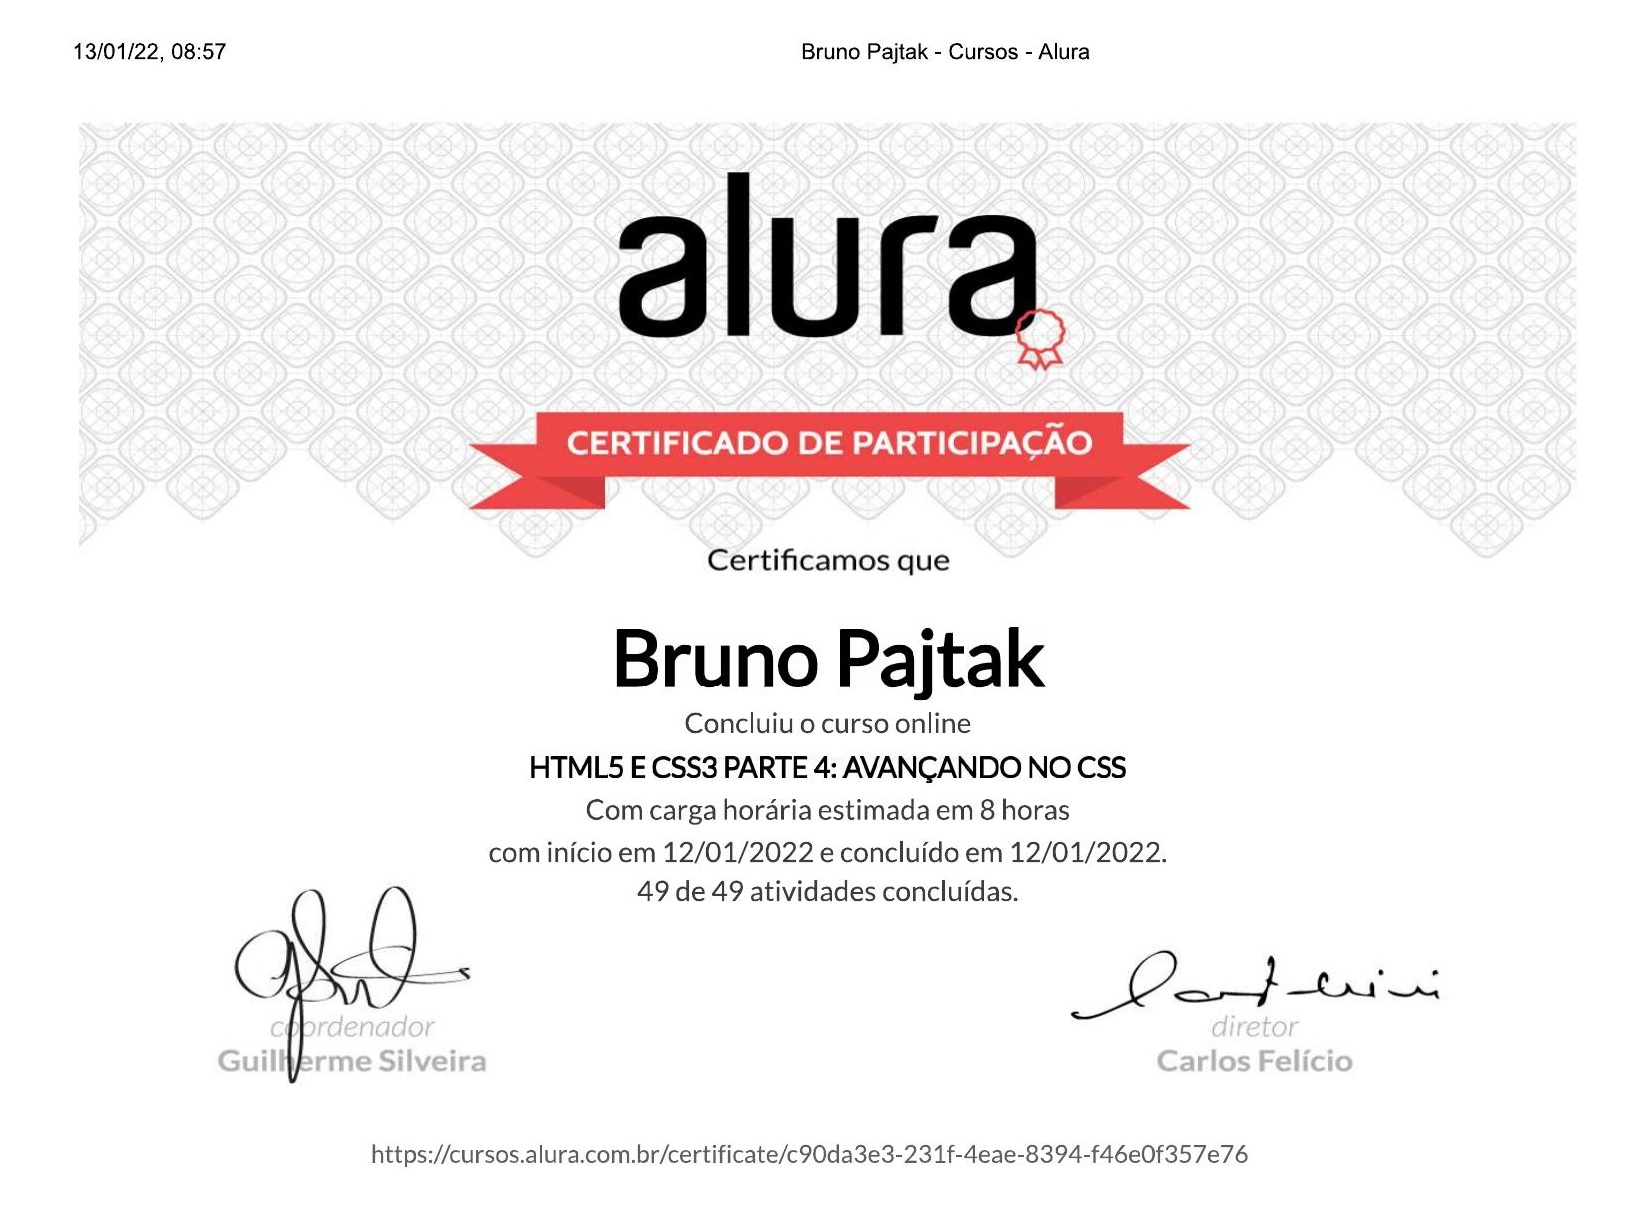 13/01/22, 08:57
Bruno Pajtak - Cursos - Alura
alura
CERTIFICADO DE PARTICIPAÇÃO
Certificamos que
Bruno Pajtak
Concluiu o curso online
HTML5 E CSS3 PARTE 4: AVANÇANDO NO CSS
Com carga horária estimada em 8 horas
com início em 12/01/2022 e concluído em 12/01/2022.
49 de 49 atividades concluídas.
coordenador
Guilherme Silveira
diretor
Carlos Felício
https://cursos.alura.com.br/certificate/c90da3e3-231f-4eae-8394-f46e0f357e76